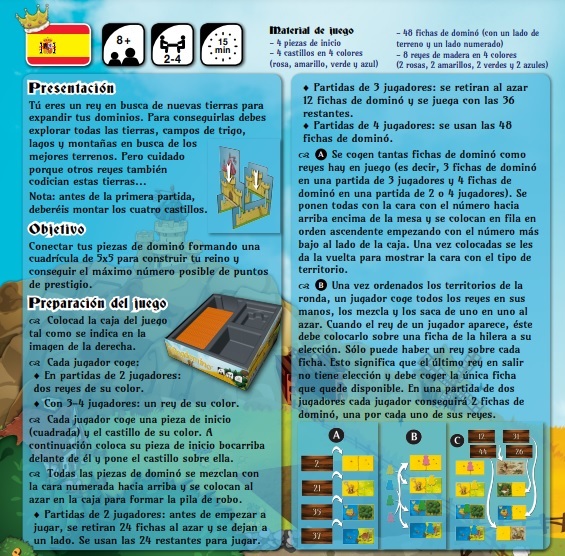 8+
2-4
15
min
Material de juego
- 4 piezas de inicio
- 4 castillos en 4 colores
(rosa, amarillo, verde y azul)
- 48 fichas de dominó (con un lado de
terreno y un lado numerado)
- 8 reyes de madera en 4 colores
(2 rosas, 2 amarillos, 2 verdes y 2 azules)
Presentación
Tú eres un rey en busca de nuevas tierras para
expandir tus dominios. Para conseguirlas debes
explorar todas las tierras, campos de trigo,
lagos y montañas en busca de los
mejores terrenos. Pero cuidado
porque otros reyes también
codician estas tierras...
Nota: antes de la primera partida,
deberéis montar los cuatro castillos.
Objetivo
Conectar tus piezas de dominó formando una
cuadrícula de 5x5 para construir tu reino y
conseguir el máximo número posible de puntos
de prestigio.
Preparación del juego
Colocad la caja del juego
tal como se indica en la
imagen de la derecha.
Cada jugador coge:
♦ En partidas de 2 jugadores:
dos reyes de su color.
♦ Con 3-4 jugadores: un rey de su color.
Cada jugador coge una pieza de inicio
(cuadrada) y el castillo de su color. A
continuación coloca su pieza de inicio bocarriba
delante de él y pone el castillo sobre ella.
Todas las piezas de dominó se mezclan con
la cara numerada hacia arriba y se colocan al
azar en la caja para formar la pila de robo.
♦ Partidas de 2 jugadores: antes de empezar a
jugar, se retiran 24 fichas al azar y se dejan a
un lado. Se usan las 24 restantes para jugar.
♦ Partidas de 3 jugadores: se retiran al azar
12 fichas de dominó y se juega con las 36
restantes.
♦ Partidas de 4 jugadores: se usan las 48
fichas de dominó.
A Se cogen tantas fichas de dominó como
reyes hay en juego (es decir, 3 fichas de dominó
en una partida de 3 jugadores y 4 fichas de
dominó en una partida de 2 o 4 jugadores). Se
ponen todas con la cara con el número hacia
arriba encima de la mesa y se colocan en fila en
orden ascendente empezando con el número más
bajo al lado de la caja. Una vez colocadas se les
da la vuelta para mostrar la cara con el tipo de
territorio.
B Una vez ordenados los territorios de la
ronda, un jugador coge todos los reyes en sus
manos, los mezcla y los saca de uno en uno al
azar. Cuando el rey de un jugador aparece, éste
debe colocarlo sobre una ficha de la hilera a su
elección. Sólo puede haber un rey sobre cada
ficha. Esto significa que el último rey en salir
no tiene elección y debe coger la única ficha
que quede disponible. En una partida de dos
jugadores cada jugador conseguirá 2 fichas de
dominó, una por cada uno de sus reyes.
A
B
C
2
21
35
37
12
31
44
26